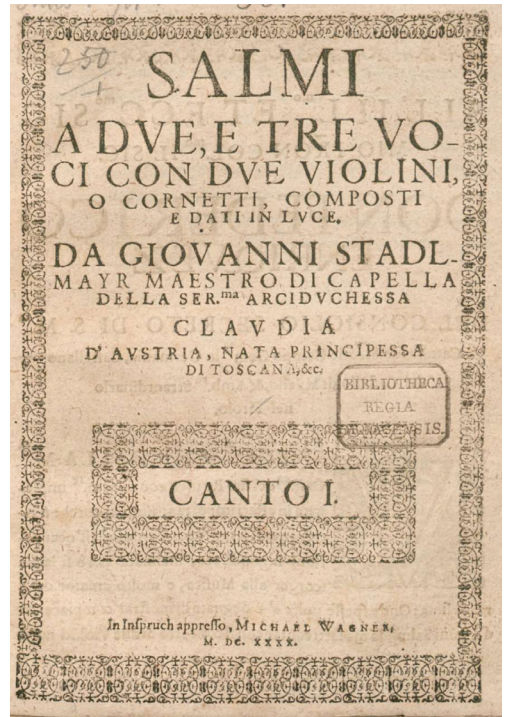 250
SALMI
A DVE, E TRE VO-
CI CON DVE VIOLINI,
O CORNETTI, COMPOSTI
E DATI IN LVCE.
DA GIOVANNI STADL-
MAYR MAESTRO DI CAPELLA
DELLA SER.ma ARCIDVCHESSA
CLAVDIA
D' AVSTRIA, NATA PRINCIPESSA
DI TOSCANA,&c.
BIBLIOTHECA
REGIA
CANTO I.
In Inspruch appresso, MICHAEL WAGNER,
M. DC. XXXX.